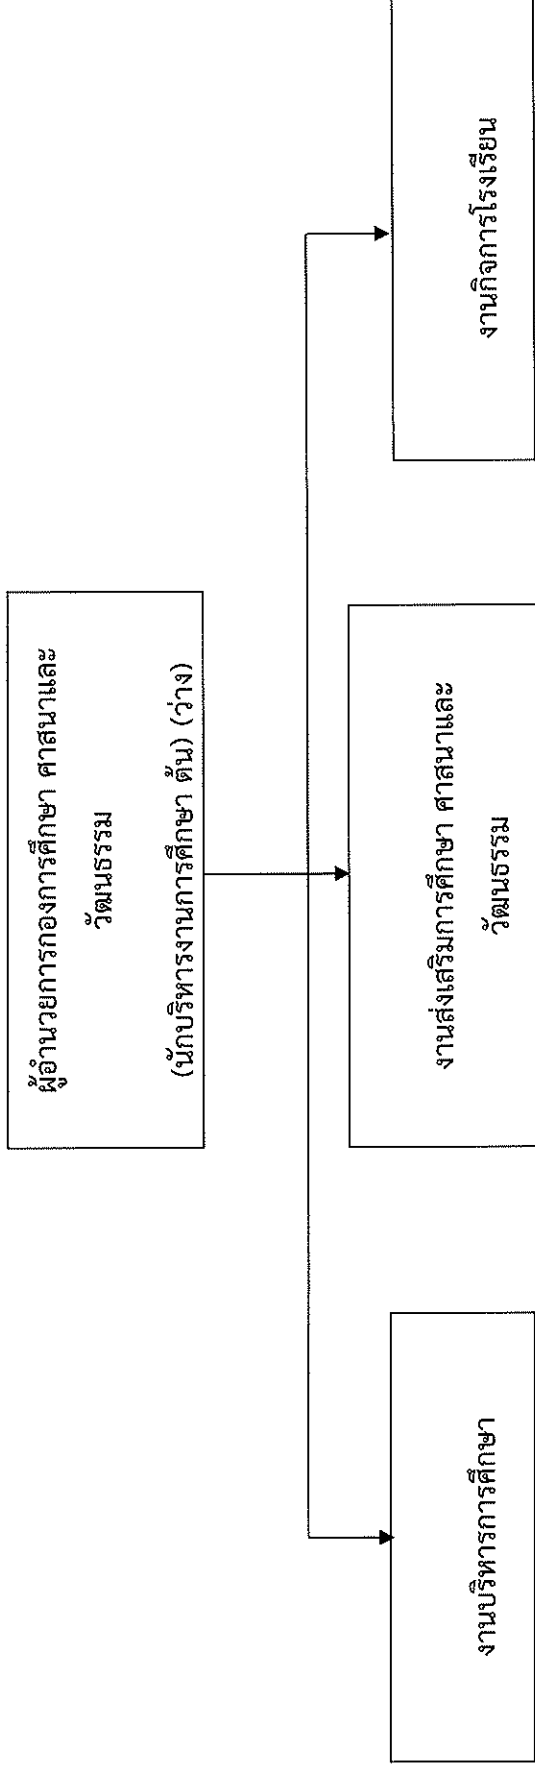 ผู้อำนวยการกองการศึกษา ศาสนาและ
วัฒนธรรม
(นักบริหารงานการศึกษา ต้น) (ว่าง)
งานบริหารการศึกษา
งานส่งเสริมการศึกษา ศาสนาและ
วัฒนธรรม
งานกิจการโรงเรียน